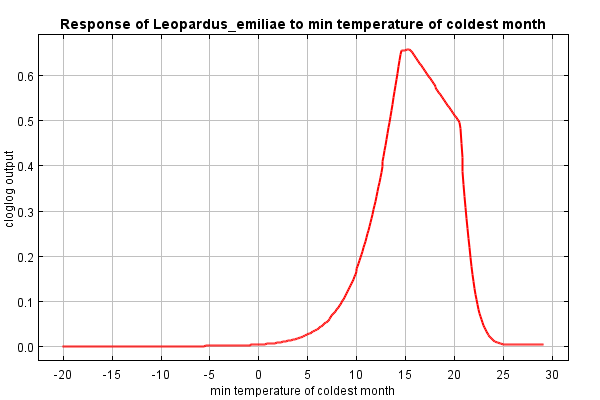 Response of Leopardus_emiliae to min temperature of coldest month
cloglog output
0.6
0.5
0.4
0.3
0.2
0.1
0.0
-20 -15 -10 -5 0 5 10 15 20 25 30
min temperature of coldest month